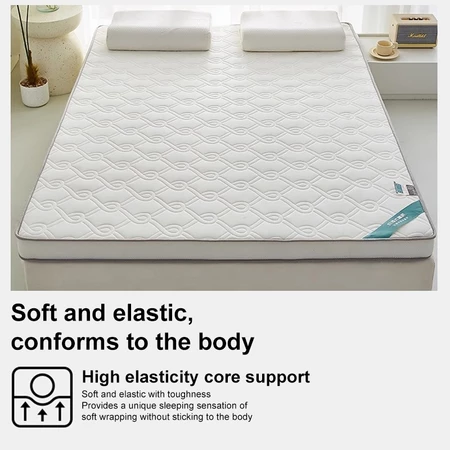 Soft and elastic,
conforms to the body
High elasticity core support
Soft and elastic with toughness
Provides a unique sleeping sensation of
soft wrapping without sticking to the body